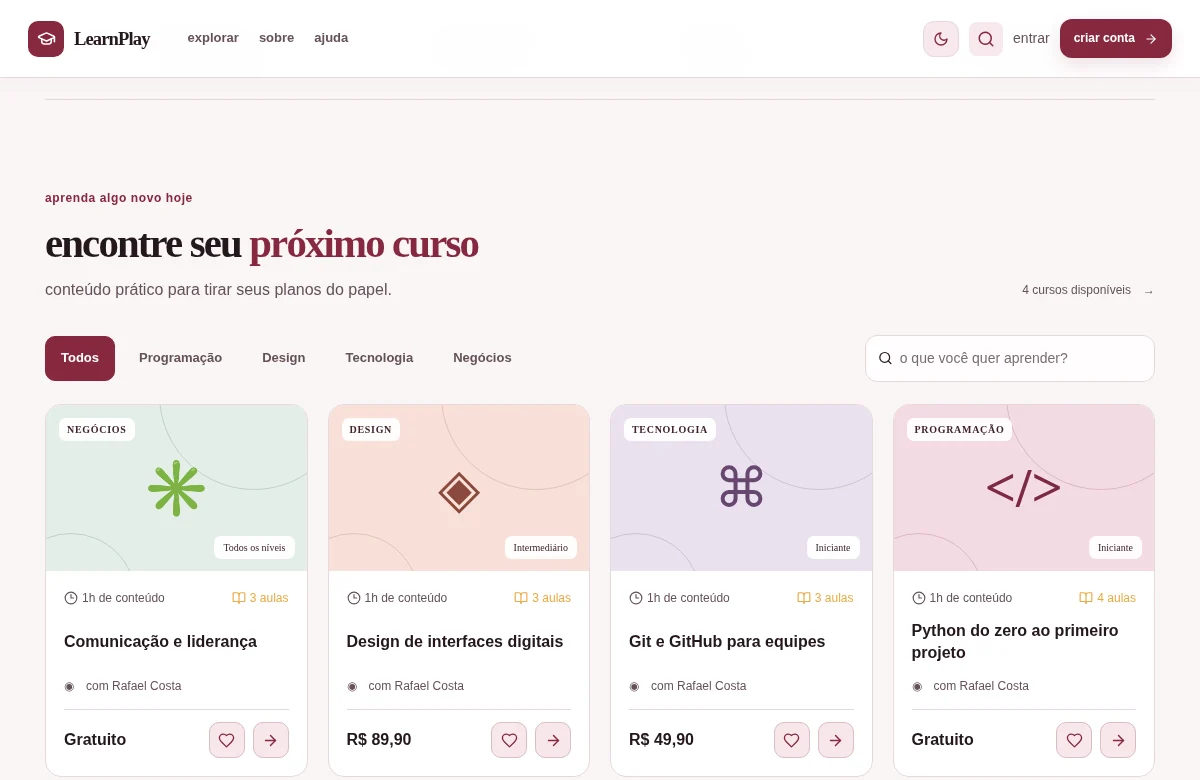 LearnPlay
explorar
sobre
ajuda
entrar
criar conta →
aprenda algo novo hoje
encontre seu próximo curso
conteúdo prático para tirar seus planos do papel.
4 cursos disponíveis →
Todos
Programação
Design
Tecnologia
Negócios
o que você quer aprender?
NEGÓCIOS
Todos os níveis
1h de conteúdo
3 aulas
Comunicação e liderança
com Rafael Costa
Gratuito
DESIGN
Intermediário
1h de conteúdo
3 aulas
Design de interfaces digitais
com Rafael Costa
R$ 89,90
TECNOLOGIA
⌘
Iniciante
1h de conteúdo
3 aulas
Git e GitHub para equipes
com Rafael Costa
R$ 49,90
PROGRAMAÇÃO
</>
Iniciante
1h de conteúdo
4 aulas
Python do zero ao primeiro
projeto
com Rafael Costa
Gratuito